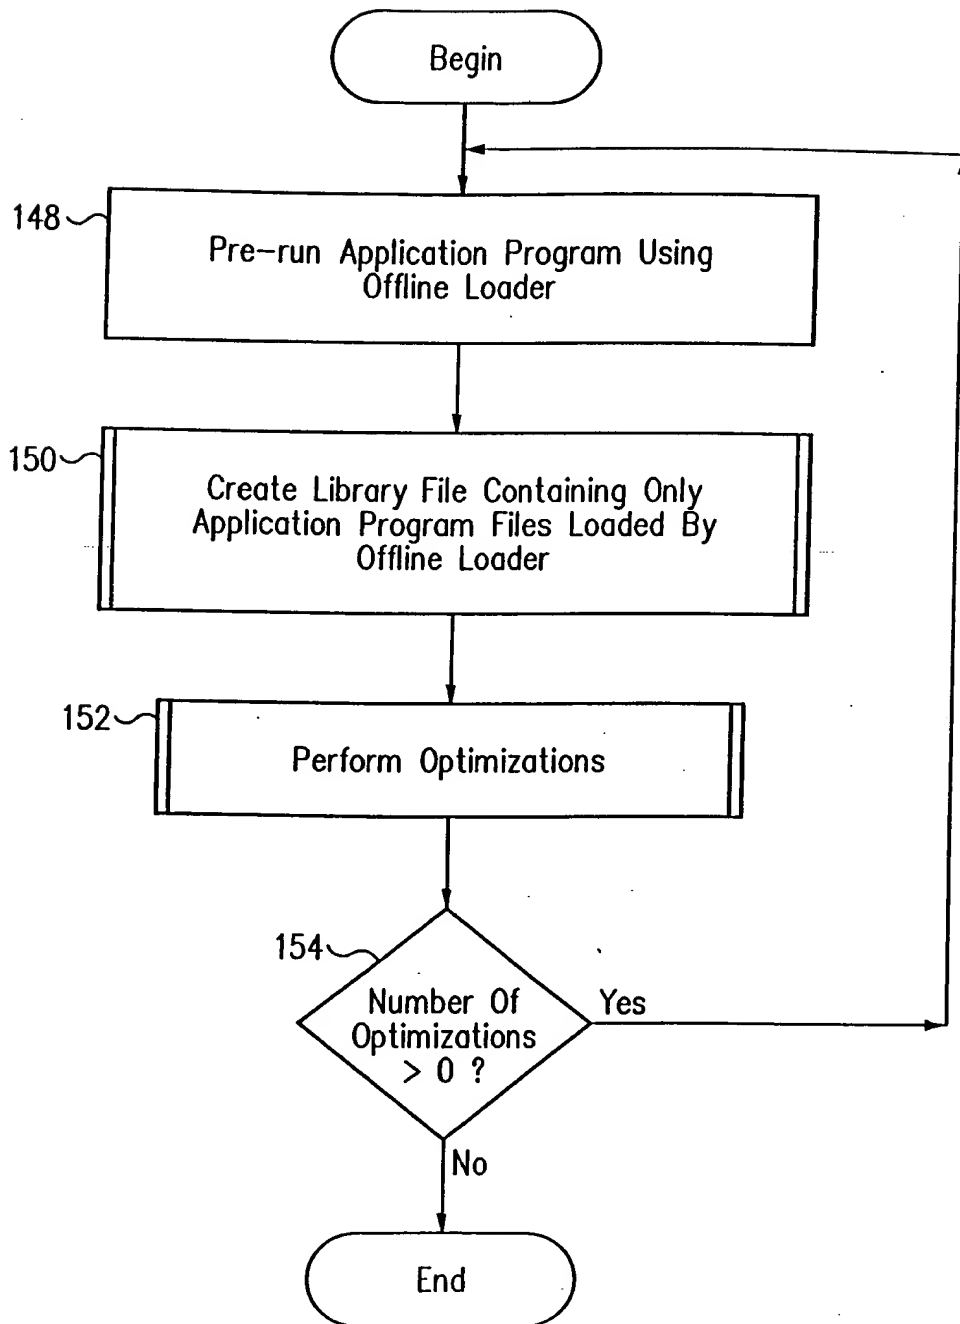 Begin
148
Pre-run Application Program Using
Offline Loader
150
Create Library File Containing Only
Application Program Files Loaded By
Offline Loader
152
Perform Optimizations
154
Number Of
Optimizations
> 0 ?
Yes
No
End